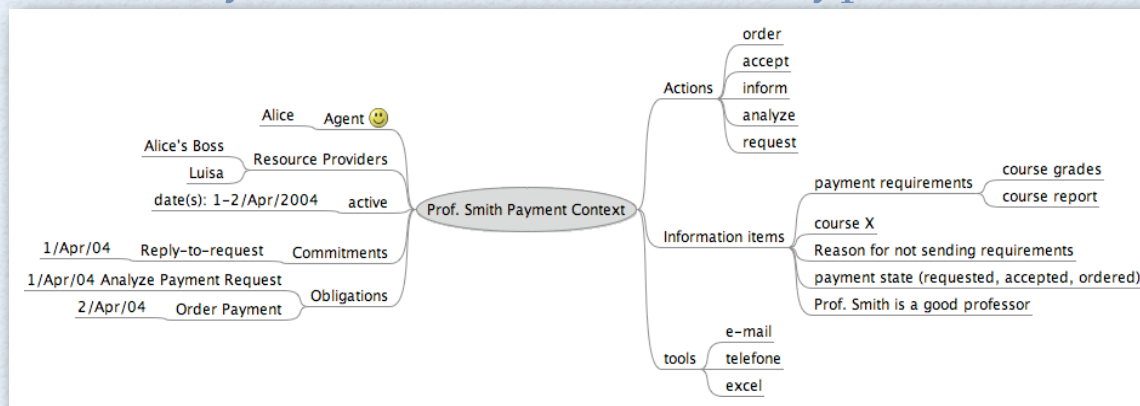 Alice
Agent
Alice's Boss
Luisa
Resource Providers
date(s): 1-2/Apr/2004
active
1/Apr/04
Reply-to-request
Commitments
1/Apr/04 Analyze Payment Request
2/Apr/04
Order Payment
Obligations
Prof. Smith Payment Context
Actions
order
accept
inform
analyze
request
Information items
payment requirements
course grades
course report
course X
Reason for not sending requirements
payment state (requested, accepted, ordered)
Prof. Smith is a good professor
tools
e-mail
telefone
excel